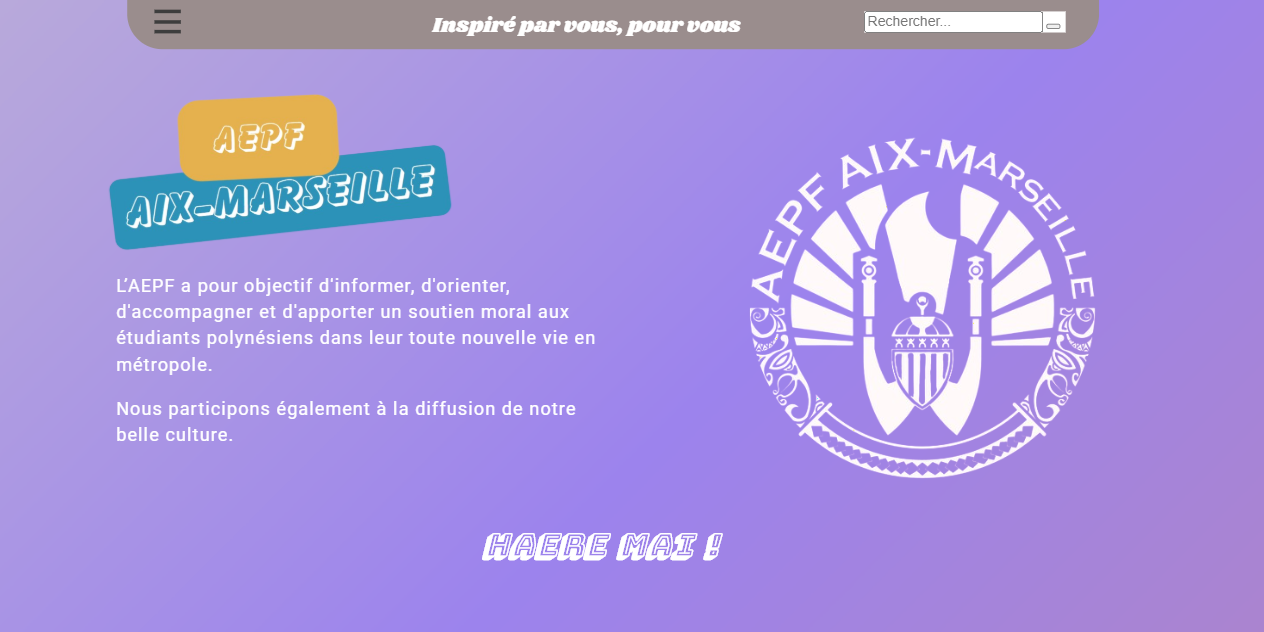 Inspiré par vous, pour vous
Rechercher...
AEPF
AIX-MARSEILLE
L’AEPF a pour objectif d'informer, d'orienter,
d'accompagner et d'apporter un soutien moral aux
étudiants polynésiens dans leur toute nouvelle vie en
métropole.
Nous participons également à la diffusion de notre
belle culture.
AEPF AIX-MARSEILLE
HAERE MAI !